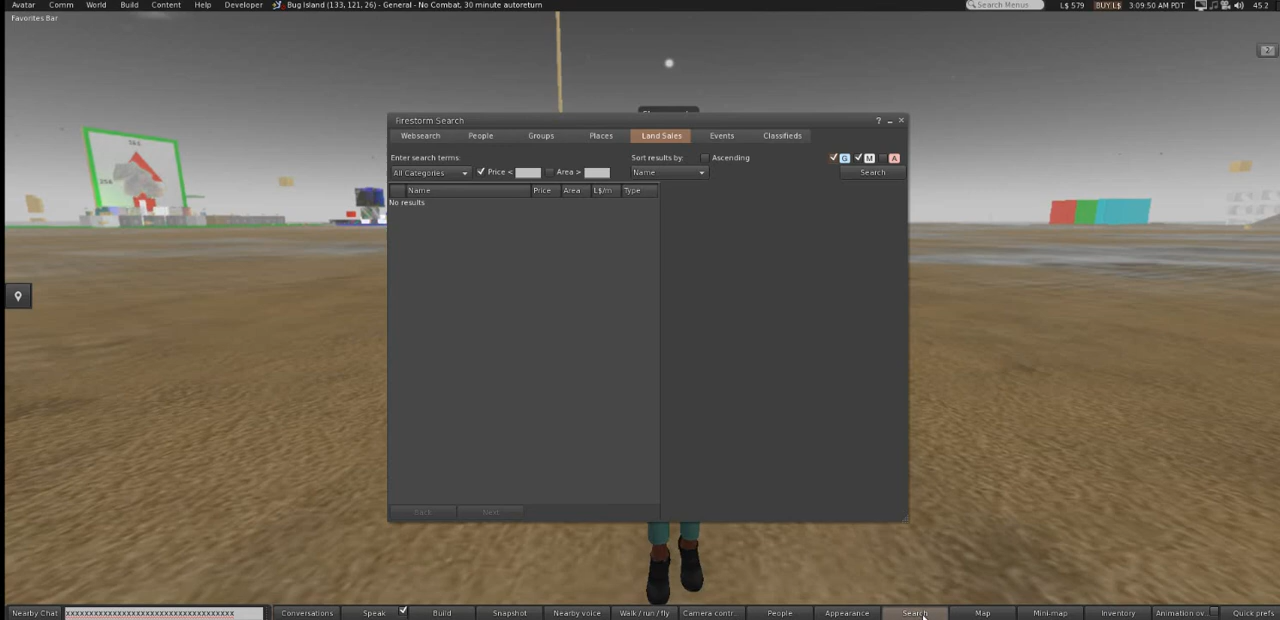 Avatar Comm World Build Content Help Developer Bug Island (133, 121, 26) - General - No Combat, 30 minute autoreturn Search Menus L$ 579 BUY L$ 3:09:50 AM PDT 45.2
Favorites Bar
?
Firestorm Search ? _ ×
Websearch People Groups Places Land Sales Events Classifieds
Enter search terms: Sort results by: Ascending G M A
All Categories Price < Area > Name Search
Name Price Area L$/m Type
No results
Back Next
Nearby Chat xxxxxxxxxxxxxxxxxxxxxxxxxxxxxxxxxxxx Conversations Speak Build Snapshot Nearby voice Walk / run / fly Camera contr... People Appearance Search Map Mini-map Inventory Animation ov... Quick prefs